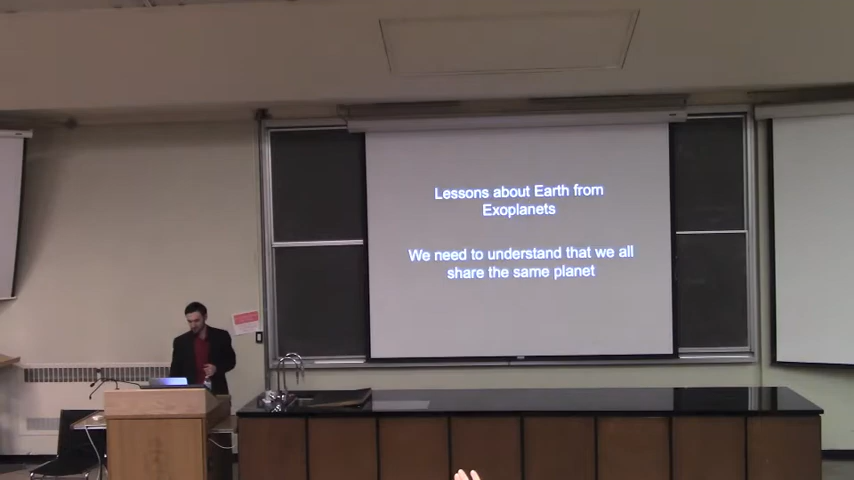 Lessons about Earth from
Exoplanets
We need to understand that we all
share the same planet